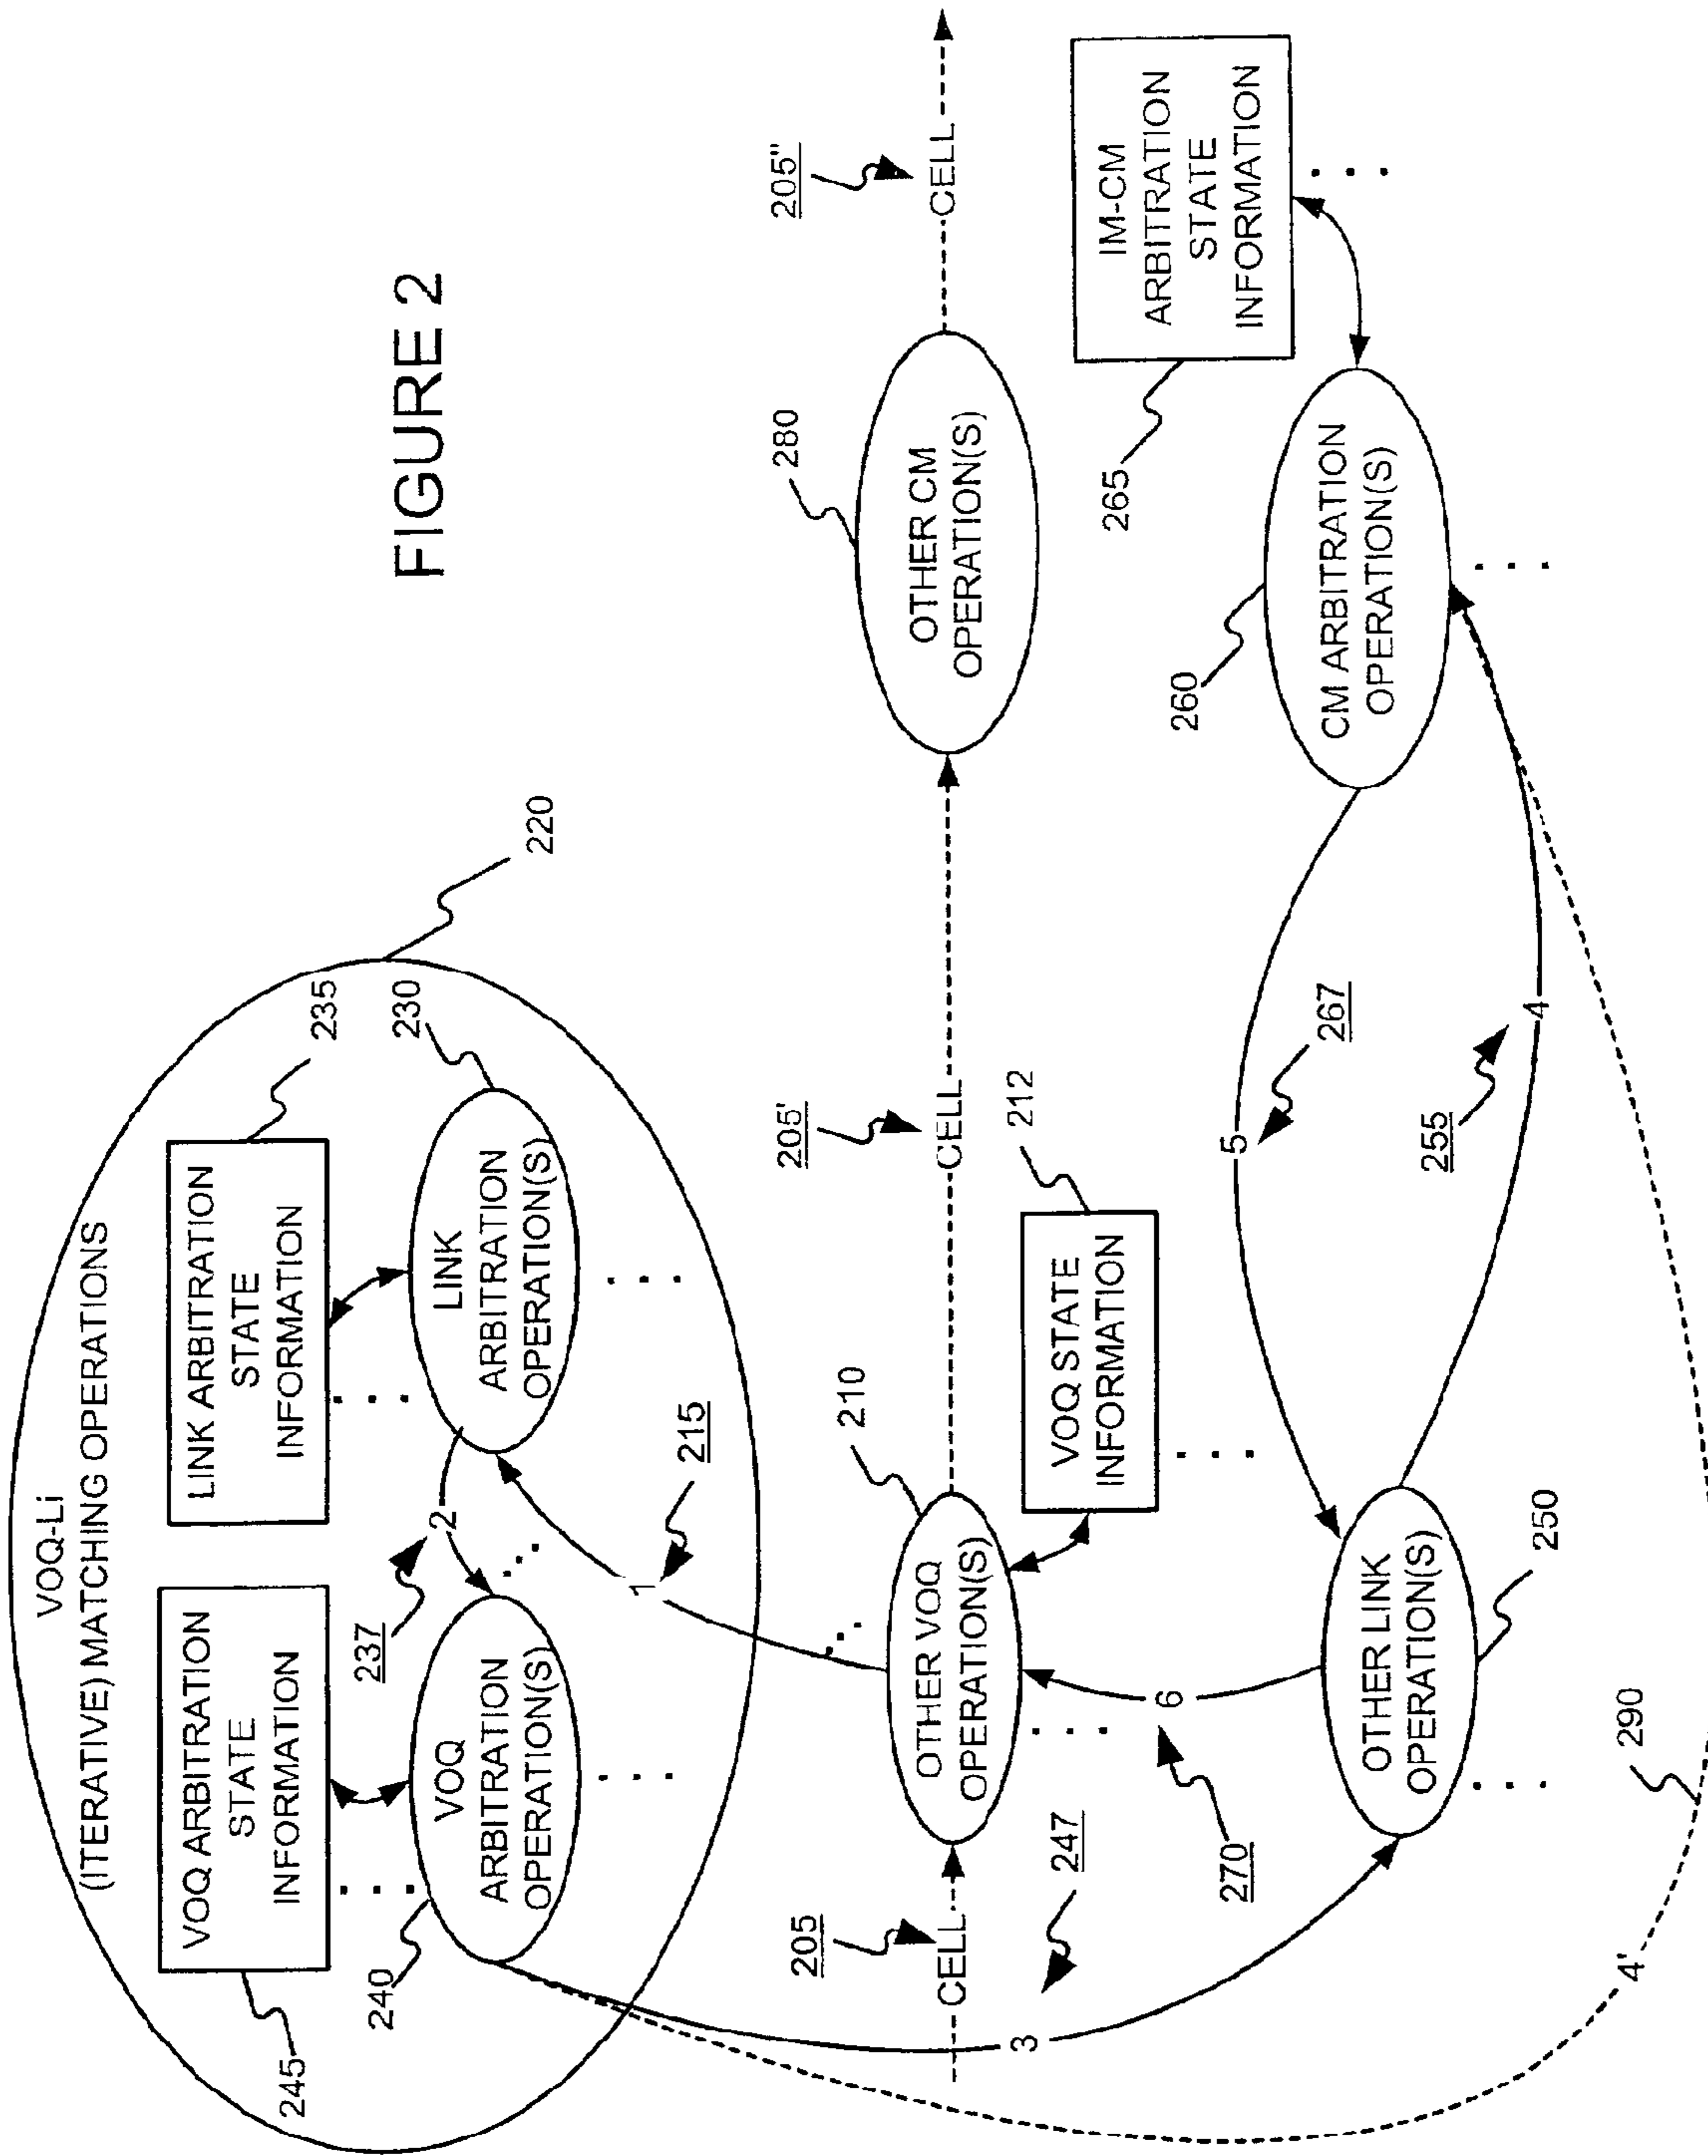 FIGURE 2
VOQ-Li
(ITERATIVE) MATCHING OPERATIONS
220
VOQ ARBITRATION
STATE
INFORMATION
245
LINK ARBITRATION
STATE
INFORMATION
235
VOQ
ARBITRATION
OPERATION(S)
240
237
2
LINK
ARBITRATION
OPERATION(S)
230
1
215
205
CELL
OTHER VOQ
OPERATION(S)
210
VOQ STATE
INFORMATION
212
205'
CELL
OTHER CM
OPERATION(S)
280
205"
CELL
3
247
6
270
OTHER LINK
OPERATION(S)
250
5
267
4
255
CM ARBITRATION
OPERATION(S)
260
IM-CM
ARBITRATION
STATE
INFORMATION
265
4'
290